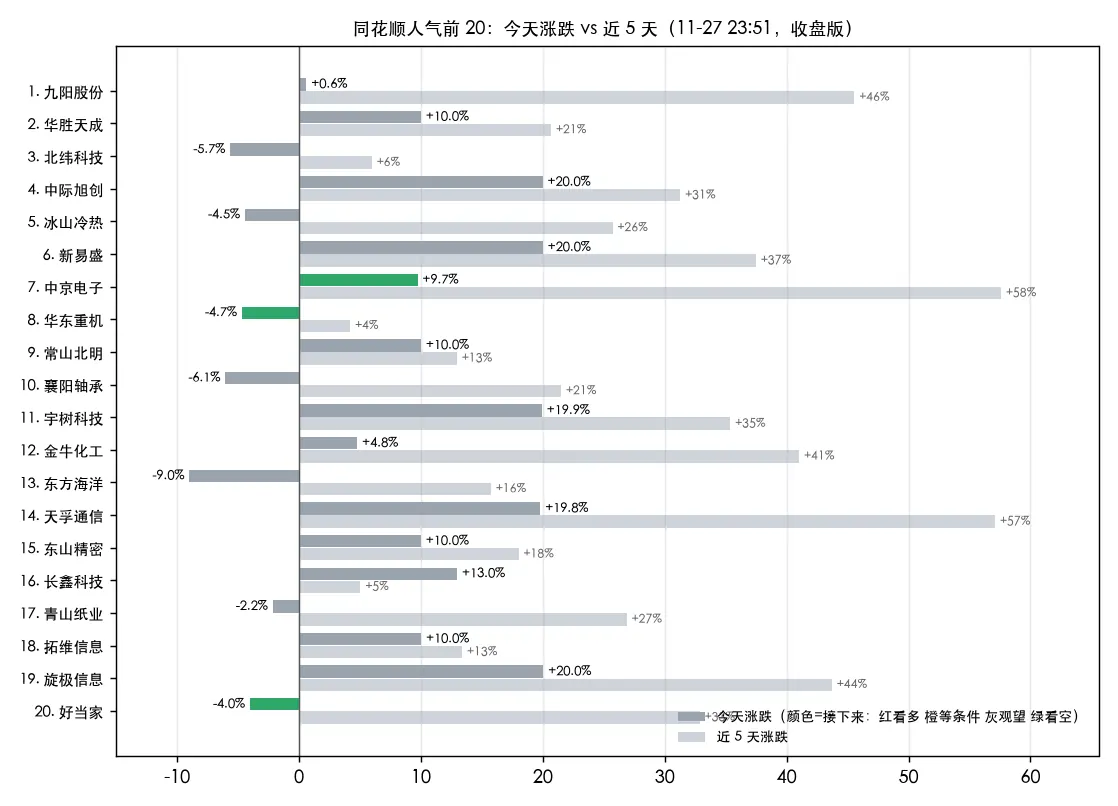 同花顺人气前 20：今天涨跌 vs 近 5 天（11-27 23:51，收盘版）
1. 九阳股份 +0.6% +46%
2. 华胜天成 +10.0% +21%
3. 北纬科技 -5.7% +6%
4. 中际旭创 +20.0% +31%
5. 冰山冷热 -4.5% +26%
6. 新易盛 +20.0% +37%
7. 中京电子 +9.7% +58%
8. 华东重机 -4.7% +4%
9. 常山北明 +10.0% +13%
10. 襄阳轴承 -6.1% +21%
11. 宇树科技 +19.9% +35%
12. 金牛化工 +4.8% +41%
13. 东方海洋 -9.0% +16%
14. 天孚通信 +19.8% +57%
15. 东山精密 +10.0% +18%
16. 长鑫科技 +13.0% +5%
17. 青山纸业 -2.2% +27%
18. 拓维信息 +10.0% +13%
19. 旋极信息 +20.0% +44%
20. 好当家 -4.0%
今天涨跌（颜色=接下来：红看多 橙等条件 灰观望 绿看空）
近 5 天涨跌
-10 0 10 20 30 40 50 60